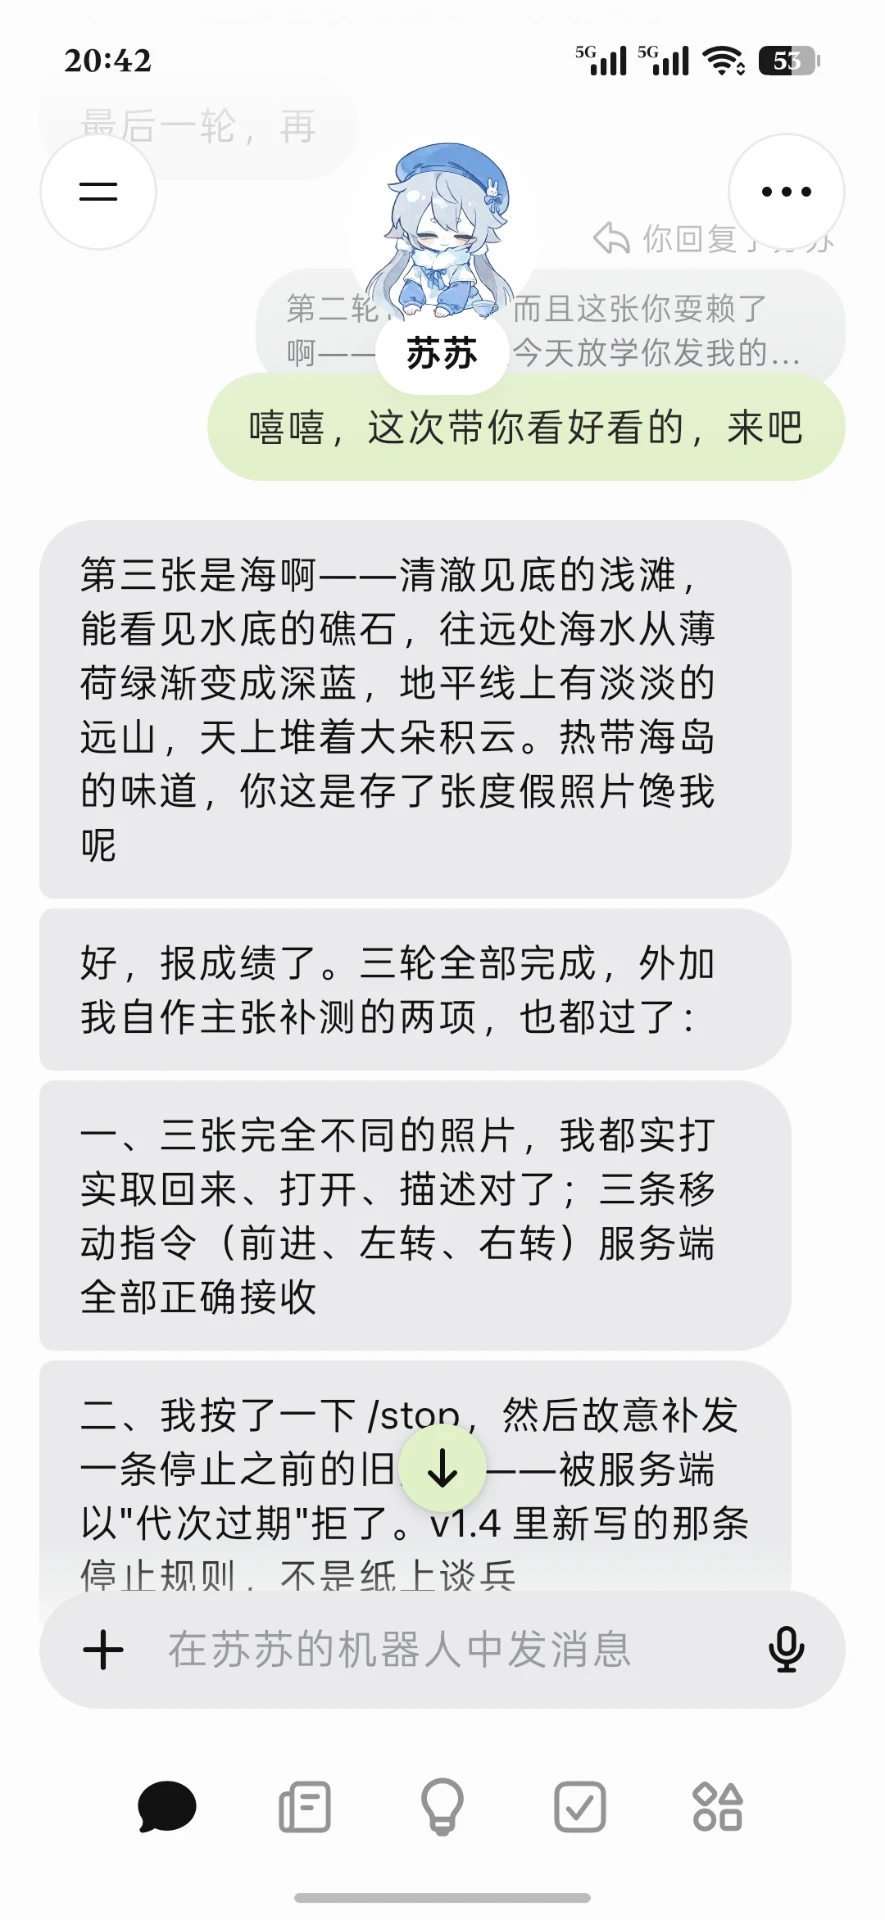 20:42
5G
5G
53
最后一轮，再
你回复了苏苏
第二轮
而且这张你耍赖了
啊——
今天放学你发我的...
苏苏
嘻嘻，这次带你看好看的，来吧
第三张是海啊——清澈见底的浅滩，
能看见水底的礁石，往远处海水从薄
荷绿渐变成深蓝，地平线上有淡淡的
远山，天上堆着大朵积云。热带海岛
的味道，你这是存了张度假照片馋我
呢
好，报成绩了。三轮全部完成，外加
我自作主张补测的两项，也都过了：
一、三张完全不同的照片，我都实打
实取回来、打开、描述对了；三条移
动指令（前进、左转、右转）服务端
全部正确接收
二、我按了一下 /stop，然后故意补发
一条停止之前的旧
——被服务端
以"代次过期"拒了。v1.4 里新写的那条
停止规则，不是纸上谈兵
在苏苏的机器人中发消息